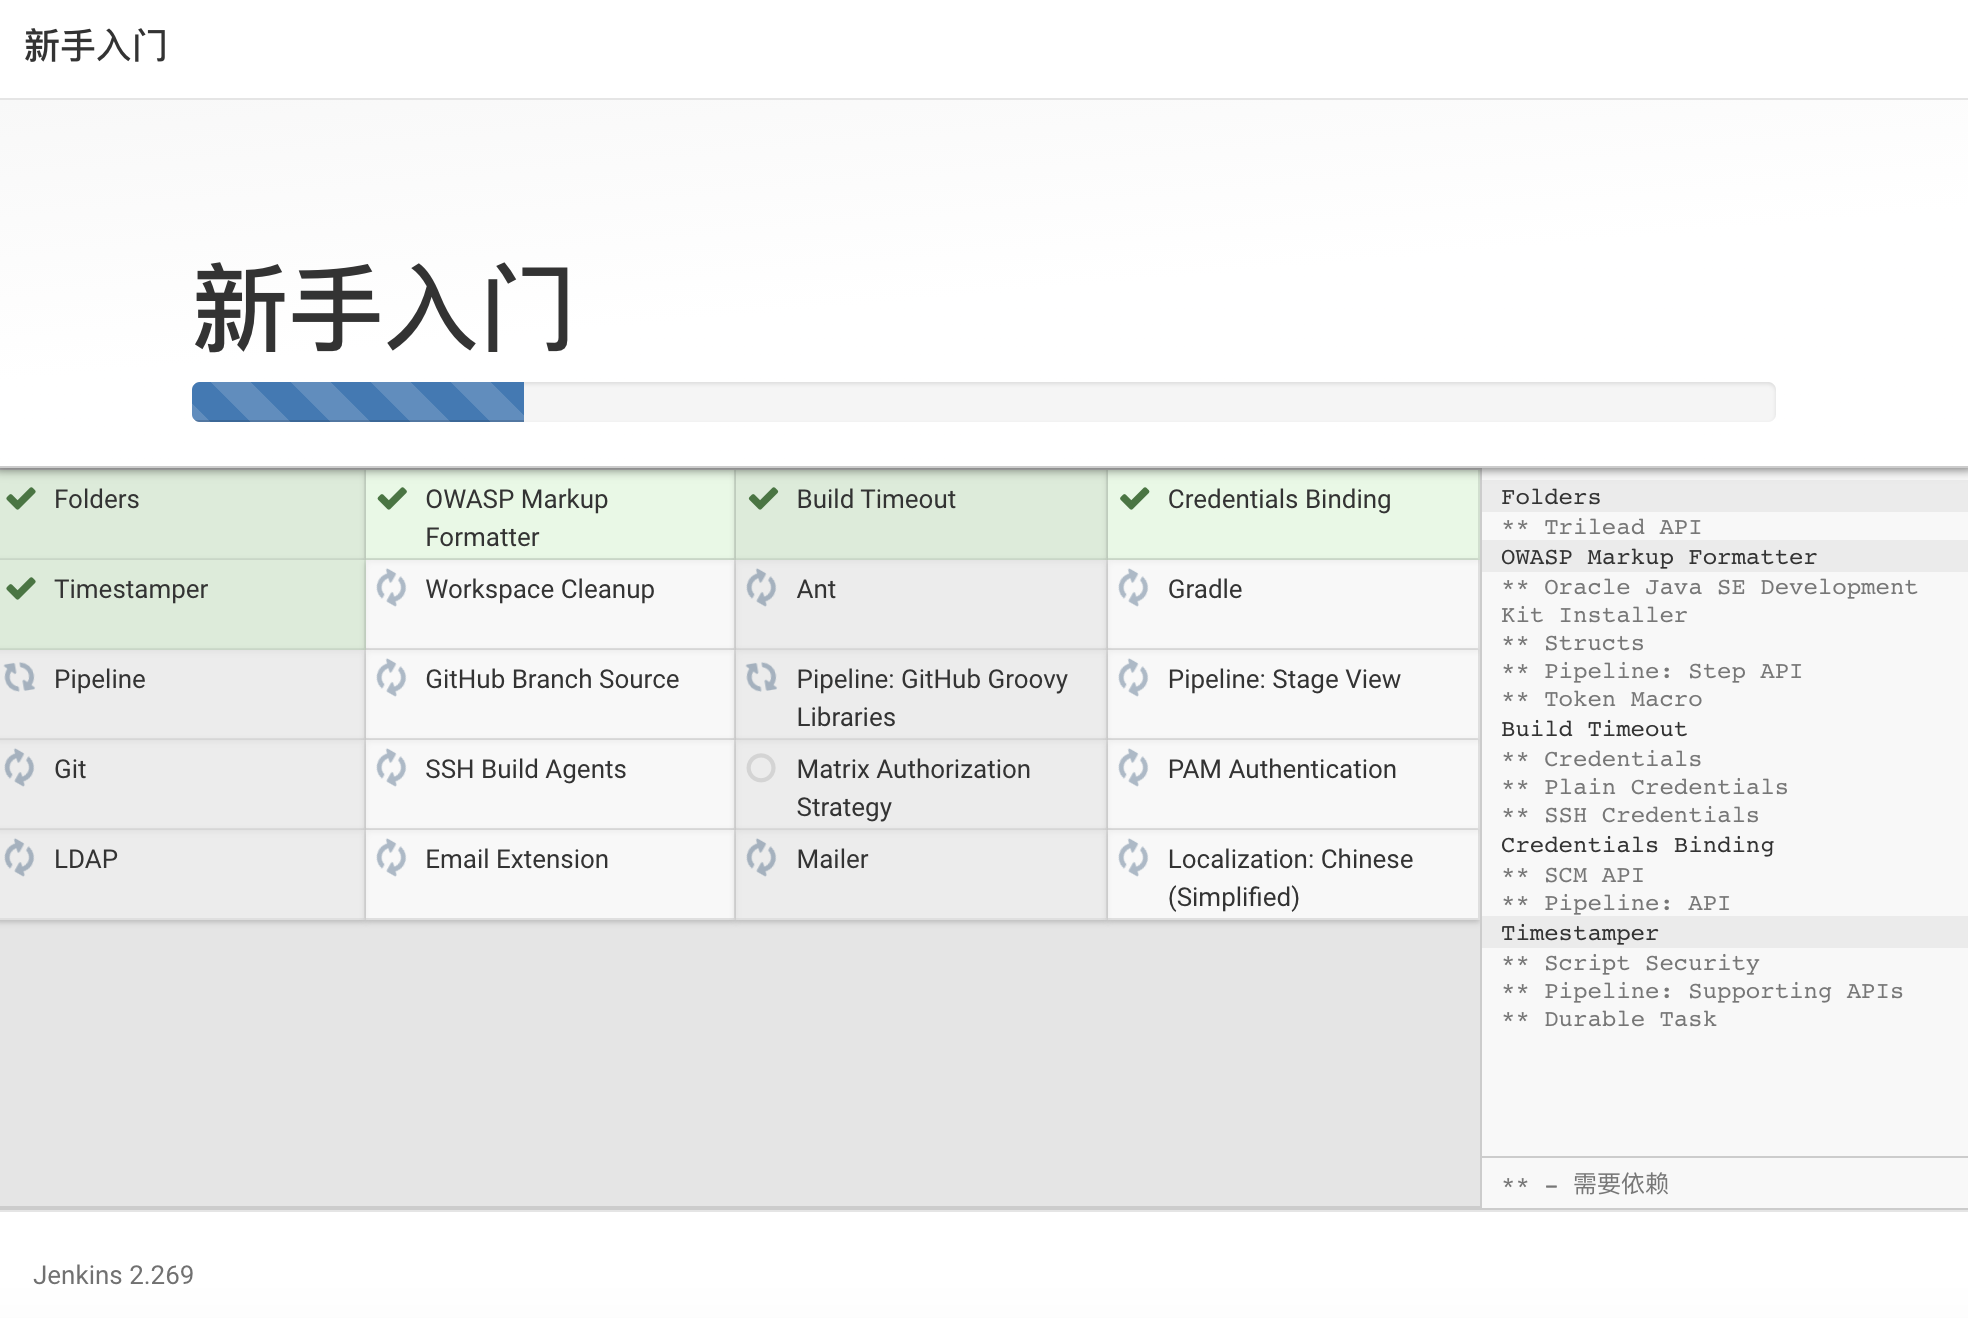 新手入门
新手入门
Folders
OWASP Markup
Formatter
Build Timeout
Credentials Binding
Timestamper
Workspace Cleanup
Ant
Gradle
Pipeline
GitHub Branch Source
Pipeline: GitHub Groovy
Libraries
Pipeline: Stage View
Git
SSH Build Agents
Matrix Authorization
Strategy
PAM Authentication
LDAP
Email Extension
Mailer
Localization: Chinese
(Simplified)
Folders
** Trilead API
OWASP Markup Formatter
** Oracle Java SE Development
Kit Installer
** Structs
** Pipeline: Step API
** Token Macro
Build Timeout
** Credentials
** Plain Credentials
** SSH Credentials
Credentials Binding
** SCM API
** Pipeline: API
Timestamper
** Script Security
** Pipeline: Supporting APIs
** Durable Task
** – 需要依赖
Jenkins 2.269